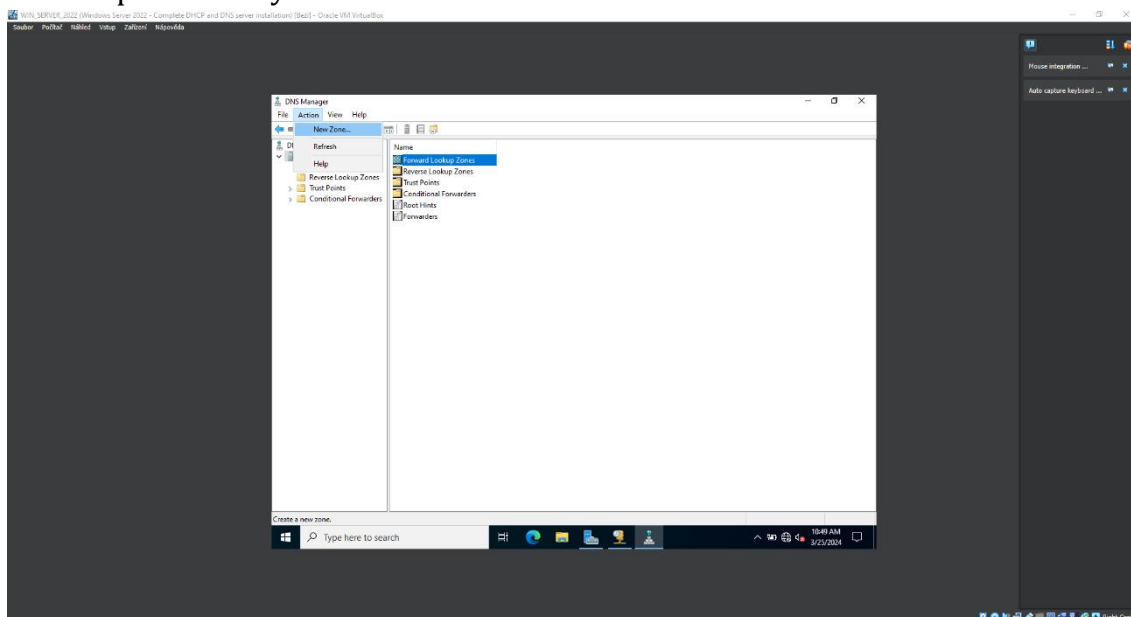 WIN_SERVER_2022 (Windows Server 2022 - Complete DHCP and DNS server installation) [Běží] - Oracle VM VirtualBox
Soubor Počítač Náhled Vstup Zařízení Nápověda
Mouse integration ...
Auto capture keyboard ...
DNS Manager
File Action View Help
New Zone...
Refresh
Help
Reverse Lookup Zones
Trust Points
Conditional Forwarders
Name
Forward Lookup Zones
Reverse Lookup Zones
Trust Points
Conditional Forwarders
Root Hints
Forwarders
Create a new zone.
Type here to search
10:49 AM
3/25/2024